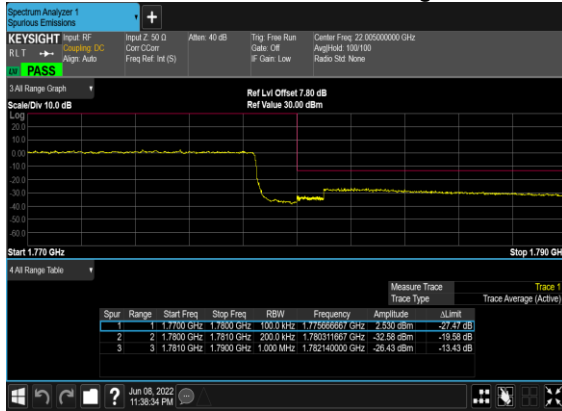 Spectrum Analyzer 1
Spurious Emissions
KEYSIGHT Input: RF Input Z: 50 Ω Atten: 40 dB Trig: Free Run Center Freq: 22.005000000 GHz
RLT Coupling: DC Corr CCorr Gate: Off Avg|Hold: 100/100
Align: Auto Freq Ref: Int (S) IF Gain: Low Radio Std: None
PASS
3 All Range Graph
Ref Lvl Offset 7.80 dB
Scale/Div 10.0 dB Ref Value 30.00 dBm
Log
20.0
10.0
0.00
-10.0
-20.0
-30.0
-40.0
-50.0
-60.0
Start 1.770 GHz Stop 1.790 GH
4 All Range Table
Measure Trace Trace 1
Trace Type Trace Average (Active)
Spur Range Start Freq Stop Freq RBW Frequency Amplitude ΔLimit
1 1 1.7700 GHz 1.7800 GHz 100.0 kHz 1.775666667 GHz 2.530 dBm -27.47 dB
2 2 1.7800 GHz 1.7810 GHz 200.0 kHz 1.780311667 GHz -32.58 dBm -19.58 dB
3 3 1.7810 GHz 1.7900 GHz 1.000 MHz 1.782140000 GHz -26.43 dBm -13.43 dB
Jun 08, 2022
11:38:34 PM